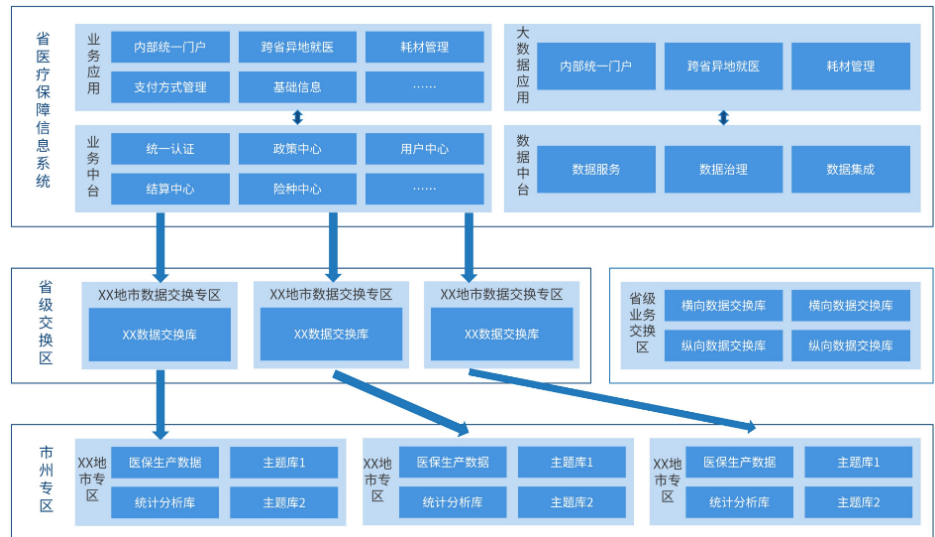 省医疗保障信息系统
业务应用
内部统一门户
跨省异地就医
耗材管理
支付方式管理
基础信息
……
大数据应用
内部统一门户
跨省异地就医
耗材管理
业务中台
统一认证
政策中心
用户中心
结算中心
险种中心
……
数据中台
数据服务
数据治理
数据集成
省级交换区
XX地市数据交换专区
XX数据交换库
XX地市数据交换专区
XX数据交换库
XX地市数据交换专区
XX数据交换库
省级
业务
交换
区
横向数据交换库
横向数据交换库
纵向数据交换库
纵向数据交换库
市州专区
XX地
市专
区
医保生产数据
主题库1
统计分析库
主题库2
XX地
市专
区
医保生产数据
主题库1
统计分析库
主题库2
XX地
市专
区
医保生产数据
主题库1
统计分析库
主题库2